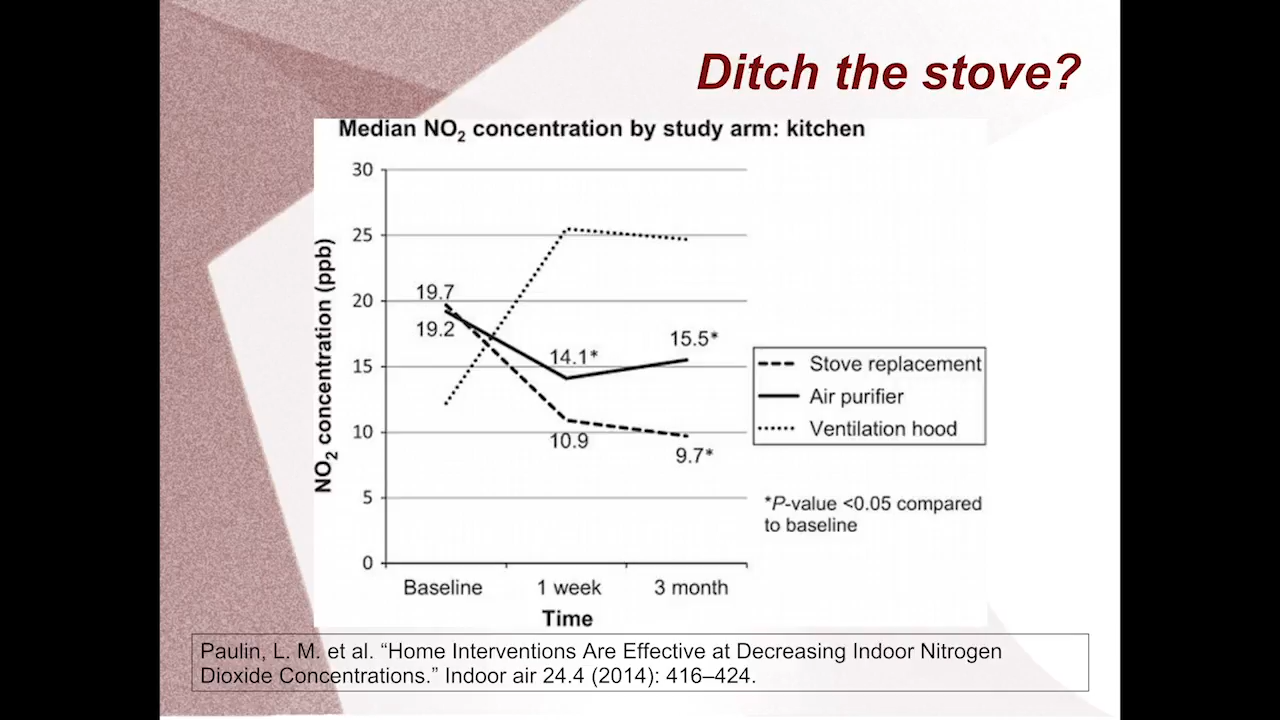 Ditch the stove?
Median NO₂ concentration by study arm: kitchen
30
25
20
15
10
5
0
NO₂ concentration (ppb)
19.7
19.2
14.1*
15.5*
10.9
9.7*
Stove replacement
Air purifier
Ventilation hood
*P-value <0.05 compared
to baseline
Baseline
1 week
3 month
Time
Paulin, L. M. et al. “Home Interventions Are Effective at Decreasing Indoor Nitrogen
Dioxide Concentrations.” Indoor air 24.4 (2014): 416–424.